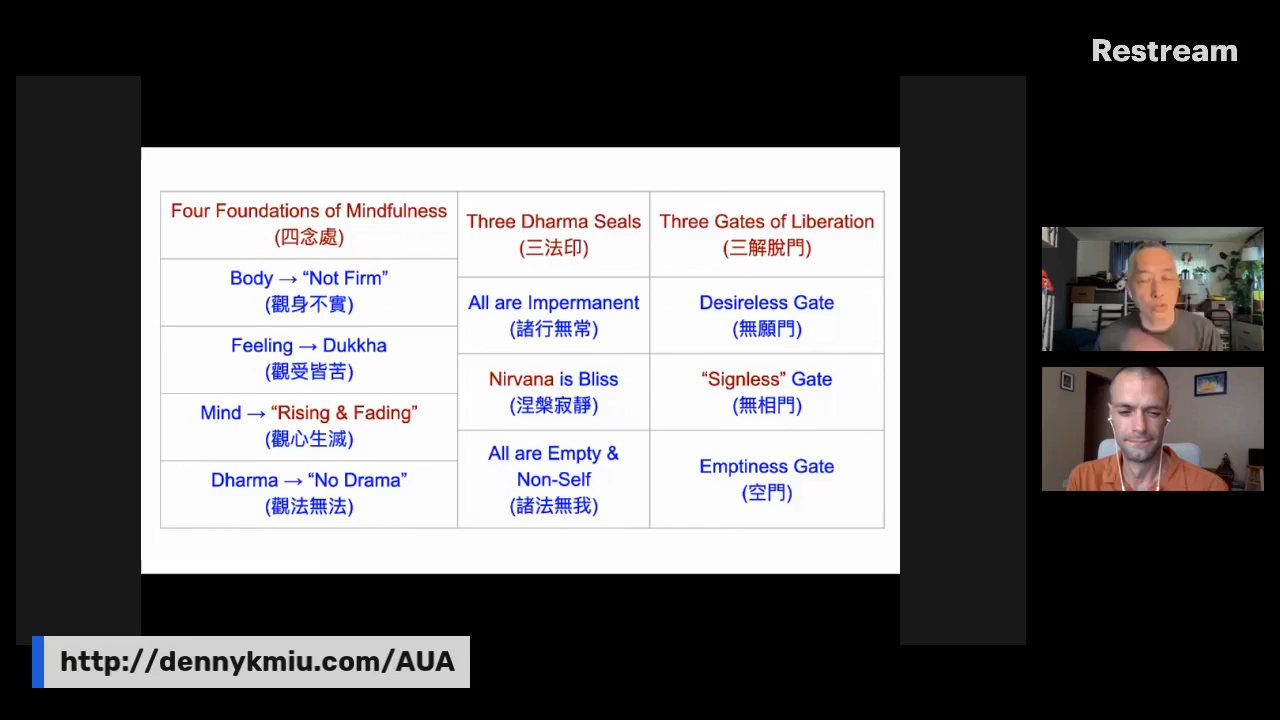 Restream
Four Foundations of Mindfulness
(四念處)
Body → “Not Firm”
(觀身不實)
Feeling → Dukkha
(觀受皆苦)
Mind → “Rising & Fading”
(觀心生滅)
Dharma → “No Drama”
(觀法無法)
Three Dharma Seals
(三法印)
All are Impermanent
(諸行無常)
Nirvana is Bliss
(涅槃寂靜)
All are Empty &
Non-Self
(諸法無我)
Three Gates of Liberation
(三解脫門)
Desireless Gate
(無願門)
“Signless” Gate
(無相門)
Emptiness Gate
(空門)
http://dennykmiu.com/AUA